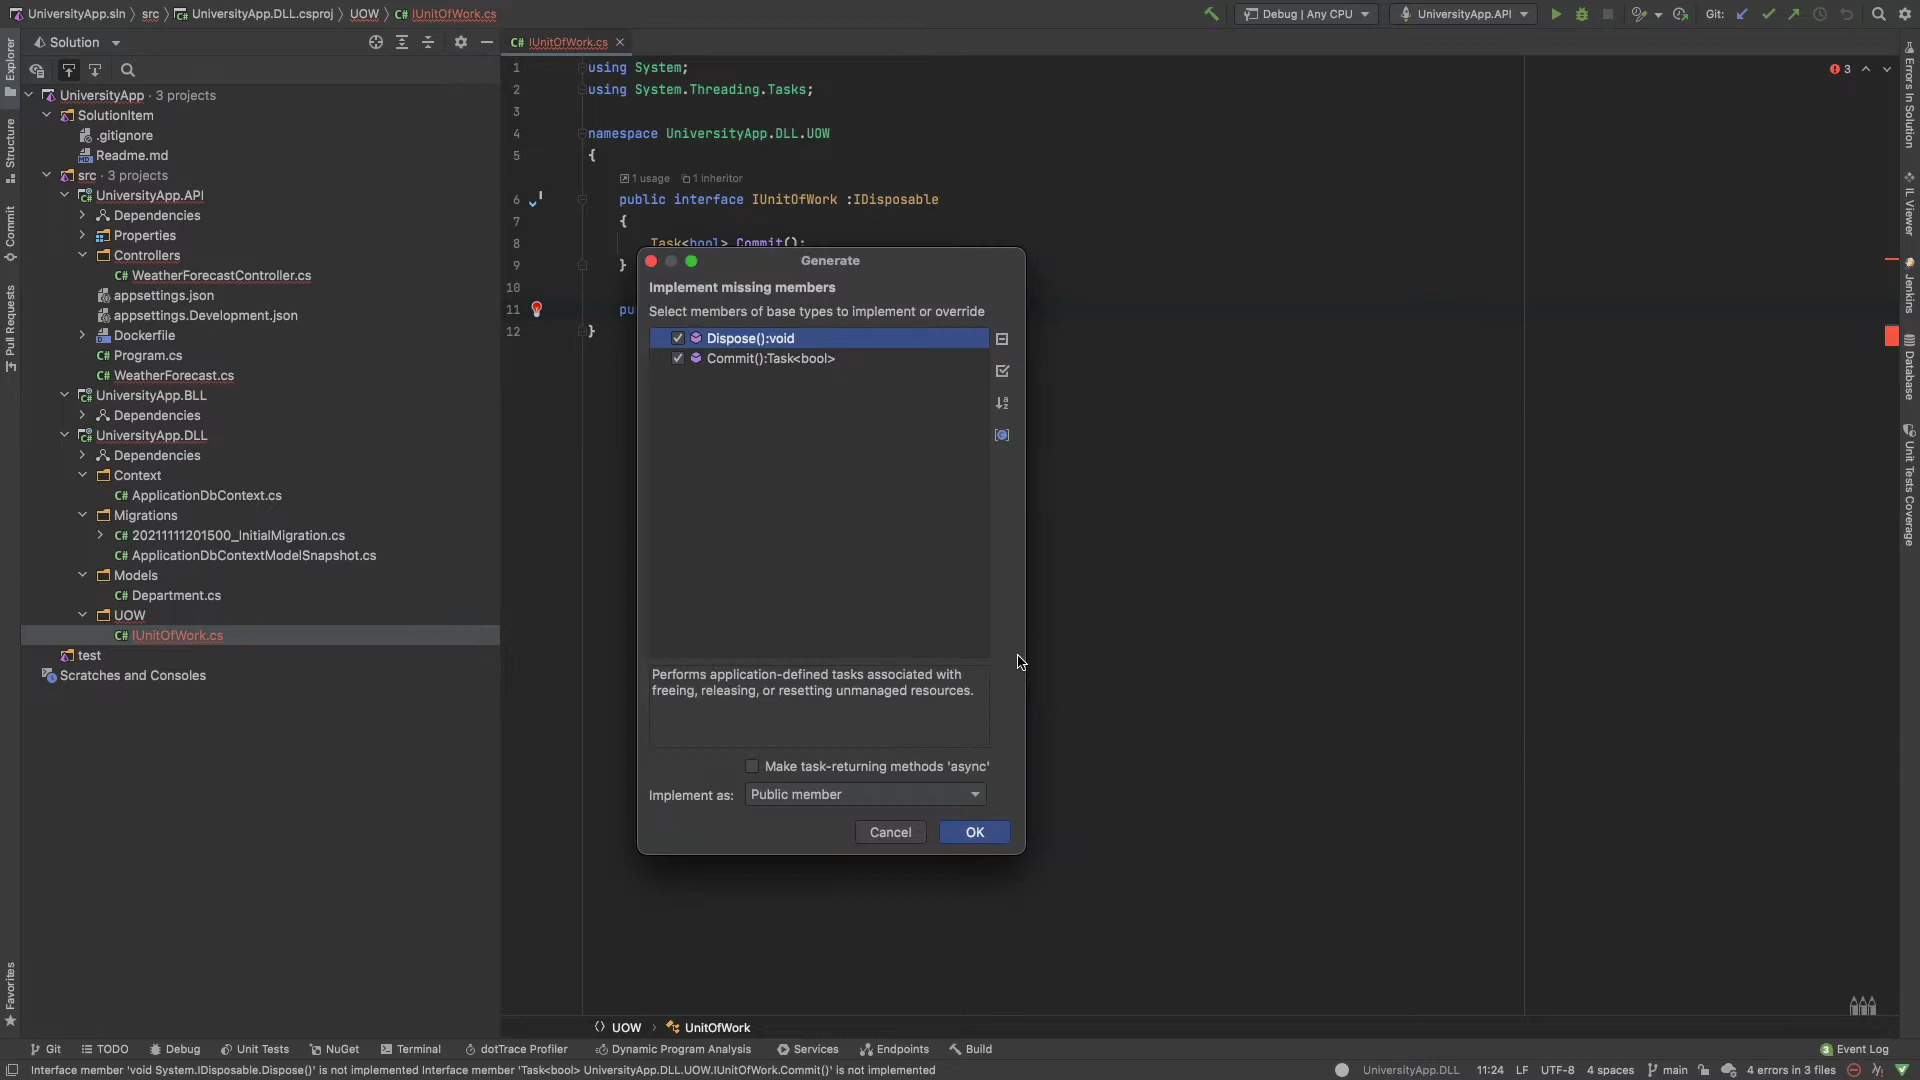 UniversityApp.sln › src › UniversityApp.DLL.csproj › UOW › C# IUnitOfWork.cs
Debug | Any CPU
UniversityApp.API
Git:
Solution
C# IUnitOfWork.cs
UniversityApp · 3 projects
SolutionItem
.gitignore
Readme.md
src · 3 projects
UniversityApp.API
Dependencies
Properties
Controllers
C# WeatherForecastController.cs
appsettings.json
appsettings.Development.json
Dockerfile
C# Program.cs
C# WeatherForecast.cs
UniversityApp.BLL
Dependencies
UniversityApp.DLL
Dependencies
Context
C# ApplicationDbContext.cs
Migrations
C# 20211111201500_InitialMigration.cs
C# ApplicationDbContextModelSnapshot.cs
Models
C# Department.cs
UOW
C# IUnitOfWork.cs
test
Scratches and Consoles
Explorer
Structure
Commit
Pull Requests
Favorites
1 using System;
2 using System.Threading.Tasks;
3
4 namespace UniversityApp.DLL.UOW
5 {
1 usage 1 inheritor
6 public interface IUnitOfWork :IDisposable
7 {
8 Task<bool> Commit();
9 }
10
11 pu
12 }
3
Generate
Implement missing members
Select members of base types to implement or override
Dispose():void
Commit():Task<bool>
Performs application-defined tasks associated with
freeing, releasing, or resetting unmanaged resources.
Make task-returning methods 'async'
Implement as: Public member
Cancel
OK
Errors In Solution
IL Viewer
Jenkins
Database
Unit Tests Coverage
UOW › UnitOfWork
Git
TODO
Debug
Unit Tests
NuGet
Terminal
dotTrace Profiler
Dynamic Program Analysis
Services
Endpoints
Build
3 Event Log
Interface member 'void System.IDisposable.Dispose()' is not implemented Interface member 'Task<bool> UniversityApp.DLL.UOW.IUnitOfWork.Commit()' is not implemented
UniversityApp.DLL
11:24
LF
UTF-8
4 spaces
main
4 errors in 3 files